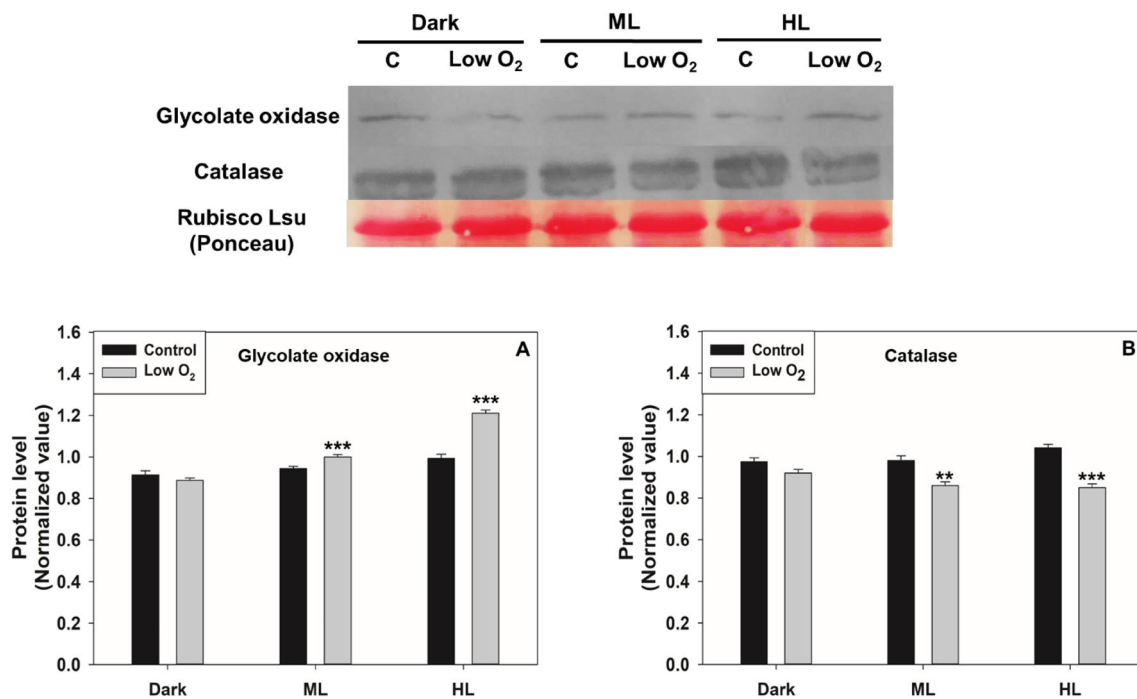 Dark ML HL
C Low O₂ C Low O₂ C Low O₂
Glycolate oxidase
Catalase
Rubisco Lsu
(Ponceau)
Protein level
(Normalized value)
1.6
1.4
1.2
1.0
0.8
0.6
0.4
0.2
0.0
Control
Low O₂
Glycolate oxidase
A
***
***
Dark ML HL
Protein level
(Normalized value)
1.6
1.4
1.2
1.0
0.8
0.6
0.4
0.2
0.0
Control
Low O₂
Catalase
B
**
***
Dark ML HL